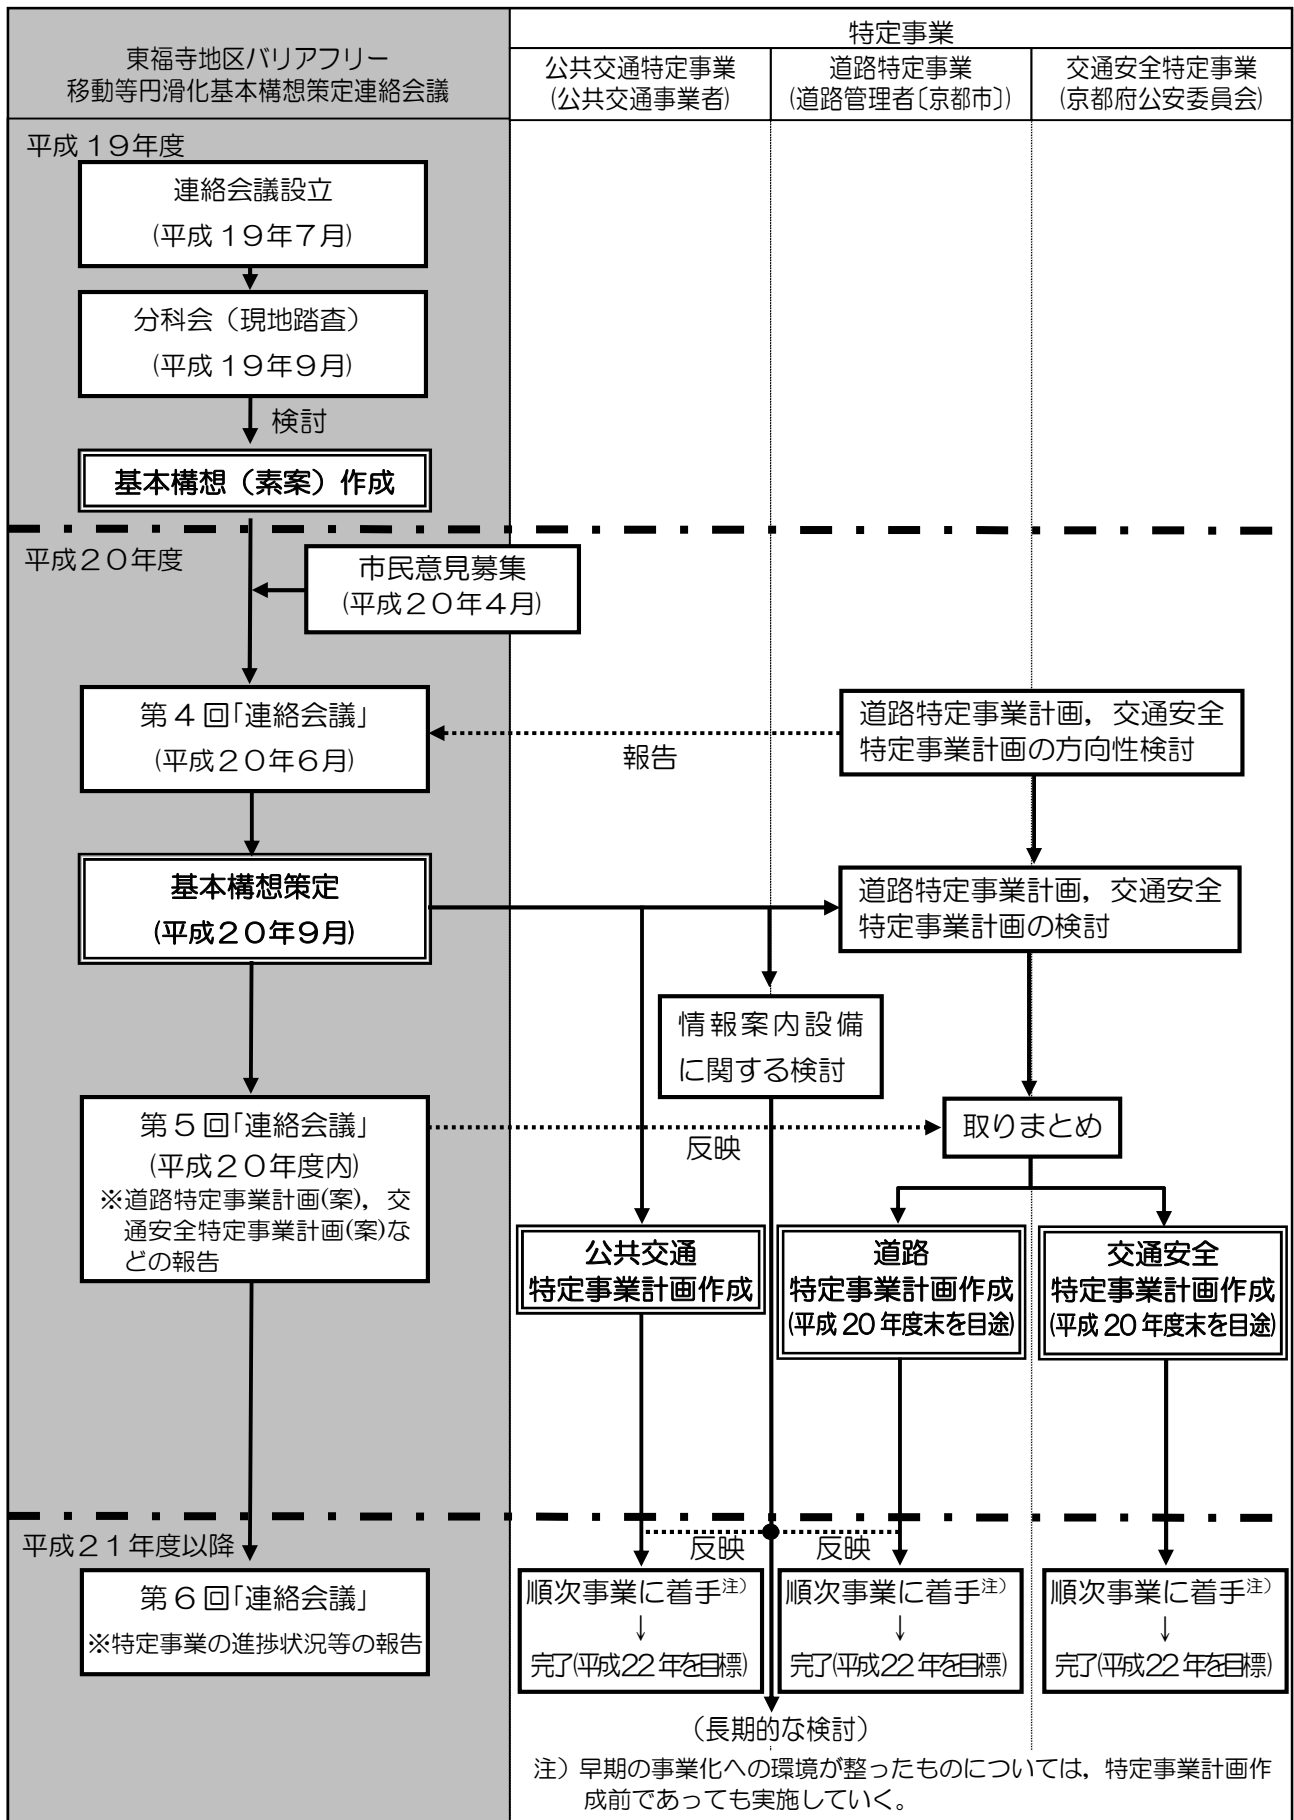 東福寺地区バリアフリー
移動等円滑化基本構想策定連絡会議
特定事業
公共交通特定事業
(公共交通事業者)
道路特定事業
(道路管理者〔京都市〕)
交通安全特定事業
(京都府公安委員会)
平成19年度
連絡会議設立
(平成19年7月)
分科会（現地踏査）
(平成19年9月)
検討
基本構想（素案）作成
平成20年度
市民意見募集
(平成20年4月)
第4回｢連絡会議｣
(平成20年6月)
報告
道路特定事業計画，交通安全
特定事業計画の方向性検討
基本構想策定
(平成20年9月)
道路特定事業計画，交通安全
特定事業計画の検討
情報案内設備
に関する検討
第5回｢連絡会議｣
(平成20年度内)
※道路特定事業計画(案)，交
通安全特定事業計画(案)な
どの報告
反映
取りまとめ
公共交通
特定事業計画作成
道路
特定事業計画作成
(平成20年度末を目途)
交通安全
特定事業計画作成
(平成20年度末を目途)
平成21年度以降
反映
反映
第6回｢連絡会議｣
※特定事業の進捗状況等の報告
順次事業に着手注）
↓
完了(平成22年を目標)
順次事業に着手注）
↓
完了(平成22年を目標)
順次事業に着手注）
↓
完了(平成22年を目標)
（長期的な検討）
注）早期の事業化への環境が整ったものについては，特定事業計画作
成前であっても実施していく。